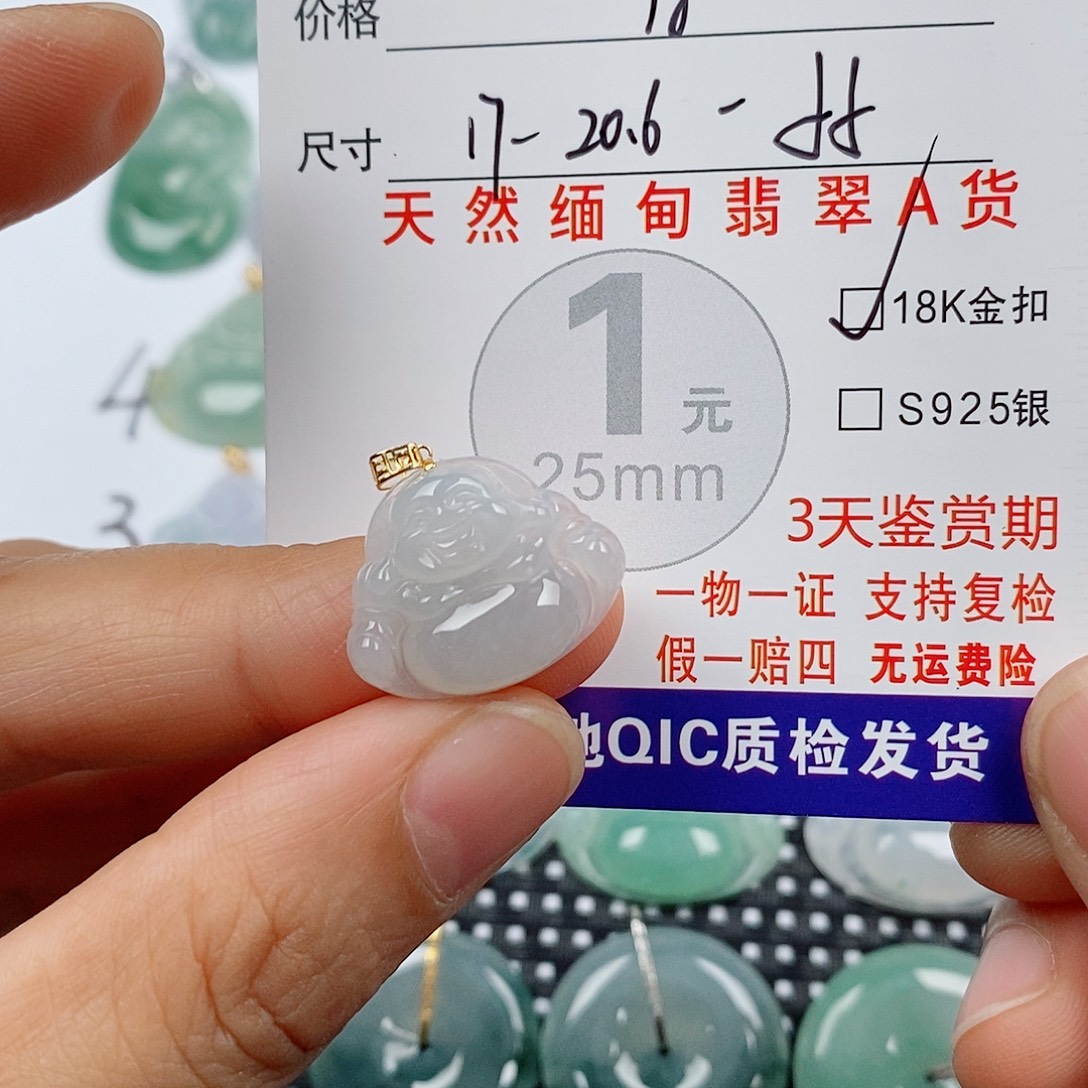 价格
尺寸 17-20.6-
天然缅甸翡翠A货
1元
25mm
18K金扣
S925银
3天鉴赏期
一物一证 支持复检
假一赔四 无运费险
QIC质检发货
4
3